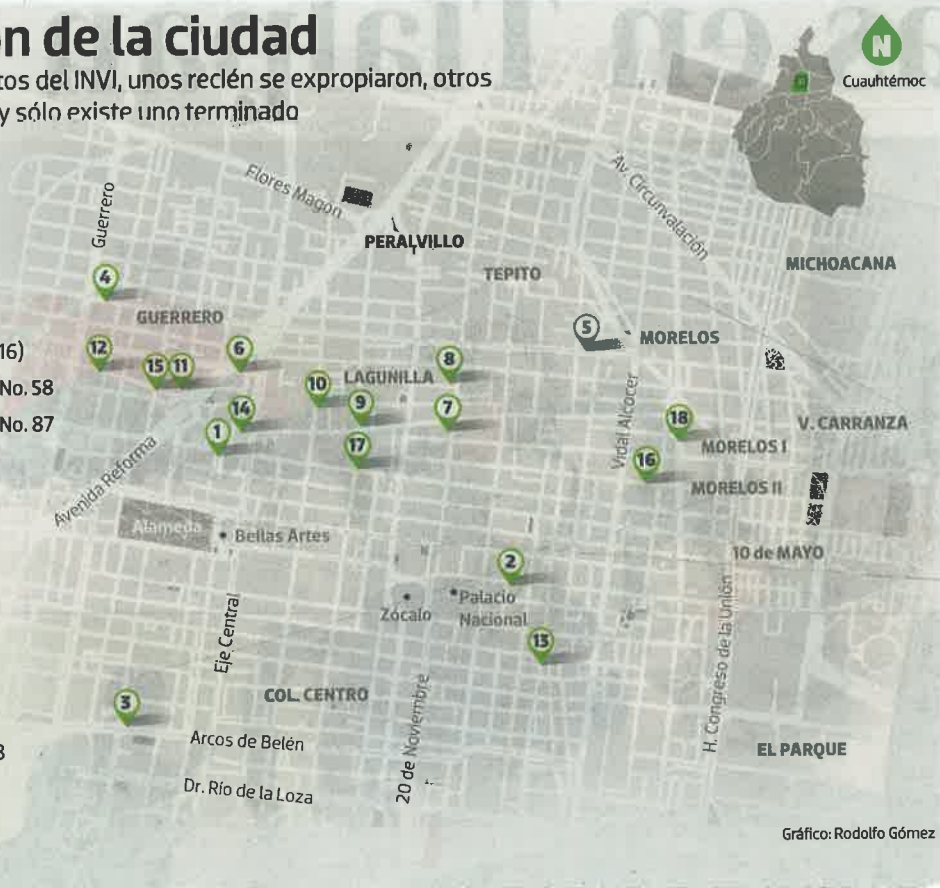 n de la ciudad
tos del INVI, unos recién se expropiaron, otros
y sólo existe uno terminado
N
Cuauhtémoc
Flores Magon
Av. Circunvalación
Guerrero
PERALVILLO
MICHOACANA
TEPITO
4
GUERRERO
5
MORELOS
16)
12
15
11
6
8
No. 58
10
LAGUNILLA
9
7
No. 87
14
1
17
18
V. CARRANZA
Vidal Alcocer
MORELOS I
16
MORELOS II
Avenida Reforma
Alameda
Bellas Artes
10 de MAYO
2
Palacio
Nacional
Zócalo
13
Eje Central
H. Congreso de la Unión
COL. CENTRO
3
20 de Noviembre
Arcos de Belén
3
EL PARQUE
Dr. Río de la Loza
Gráfico: Rodolfo Gómez